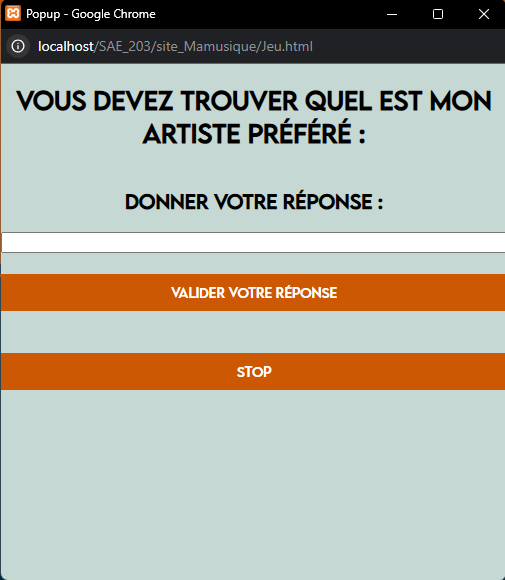 Popup - Google Chrome
localhost/SAE_203/site_Mamusique/Jeu.html
VOUS DEVEZ TROUVER QUEL EST MON
ARTISTE PRÉFÉRÉ :
DONNER VOTRE RÉPONSE :
VALIDER VOTRE RÉPONSE
STOP